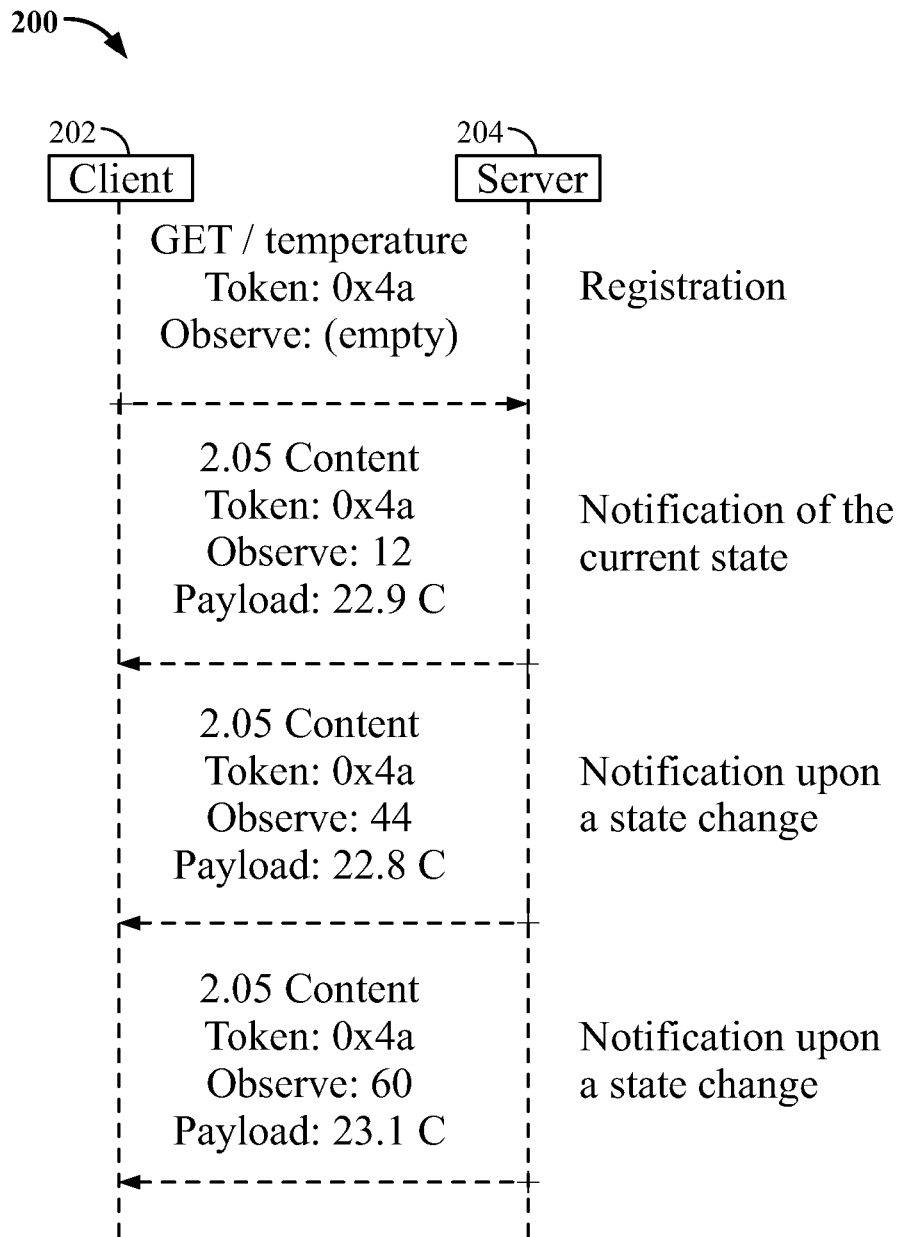 200
202
204
Client
Server
GET / temperature
Token: 0x4a
Observe: (empty)
Registration
2.05 Content
Token: 0x4a
Observe: 12
Payload: 22.9 C
Notification of the
current state
2.05 Content
Token: 0x4a
Observe: 44
Payload: 22.8 C
Notification upon
a state change
2.05 Content
Token: 0x4a
Observe: 60
Payload: 23.1 C
Notification upon
a state change